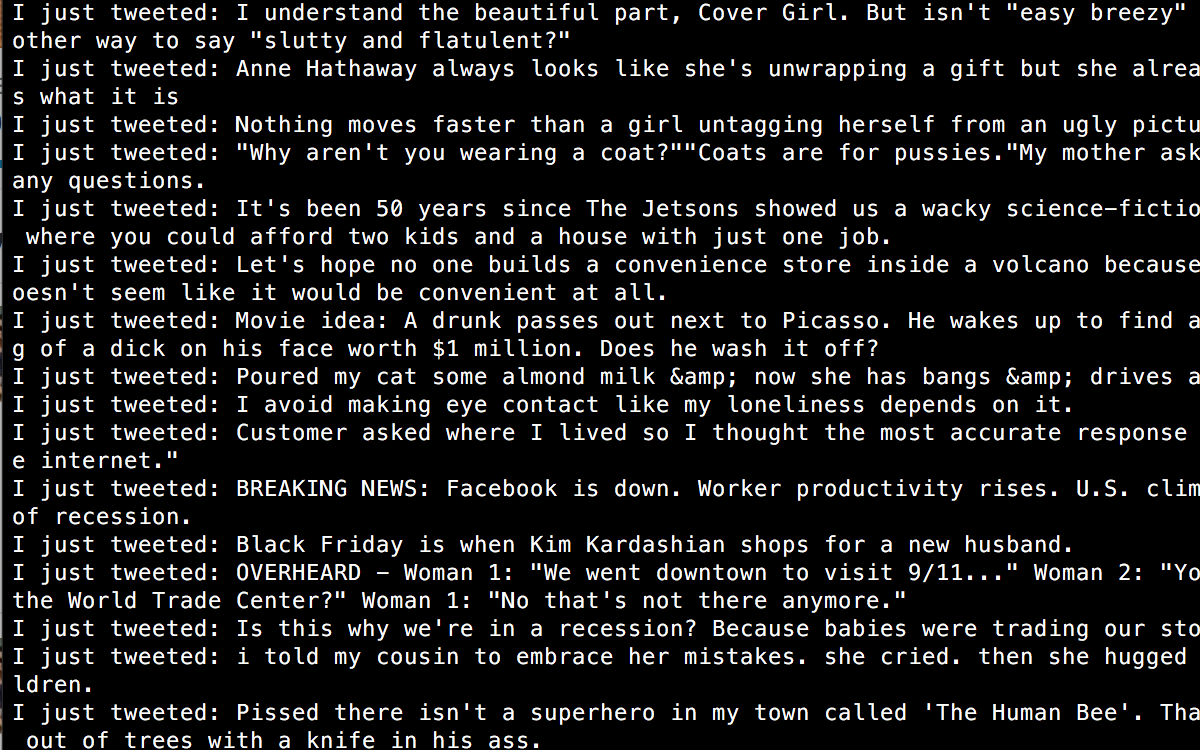 I just tweeted: I understand the beautiful part, Cover Girl. But isn't "easy breezy"
other way to say "slutty and flatulent?"
I just tweeted: Anne Hathaway always looks like she's unwrapping a gift but she alrea
s what it is
I just tweeted: Nothing moves faster than a girl untagging herself from an ugly pictu
I just tweeted: "Why aren't you wearing a coat?""Coats are for pussies."My mother ask
any questions.
I just tweeted: It's been 50 years since The Jetsons showed us a wacky science-fictio
where you could afford two kids and a house with just one job.
I just tweeted: Let's hope no one builds a convenience store inside a volcano because
oesn't seem like it would be convenient at all.
I just tweeted: Movie idea: A drunk passes out next to Picasso. He wakes up to find a
g of a dick on his face worth $1 million. Does he wash it off?
I just tweeted: Poured my cat some almond milk &amp; now she has bangs &amp; drives a
I just tweeted: I avoid making eye contact like my loneliness depends on it.
I just tweeted: Customer asked where I lived so I thought the most accurate response
e internet."
I just tweeted: BREAKING NEWS: Facebook is down. Worker productivity rises. U.S. clim
of recession.
I just tweeted: Black Friday is when Kim Kardashian shops for a new husband.
I just tweeted: OVERHEARD – Woman 1: "We went downtown to visit 9/11..." Woman 2: "Yo
the World Trade Center?" Woman 1: "No that's not there anymore."
I just tweeted: Is this why we're in a recession? Because babies were trading our sto
I just tweeted: i told my cousin to embrace her mistakes. she cried. then she hugged
ldren.
I just tweeted: Pissed there isn't a superhero in my town called 'The Human Bee'. Tha
out of trees with a knife in his ass.